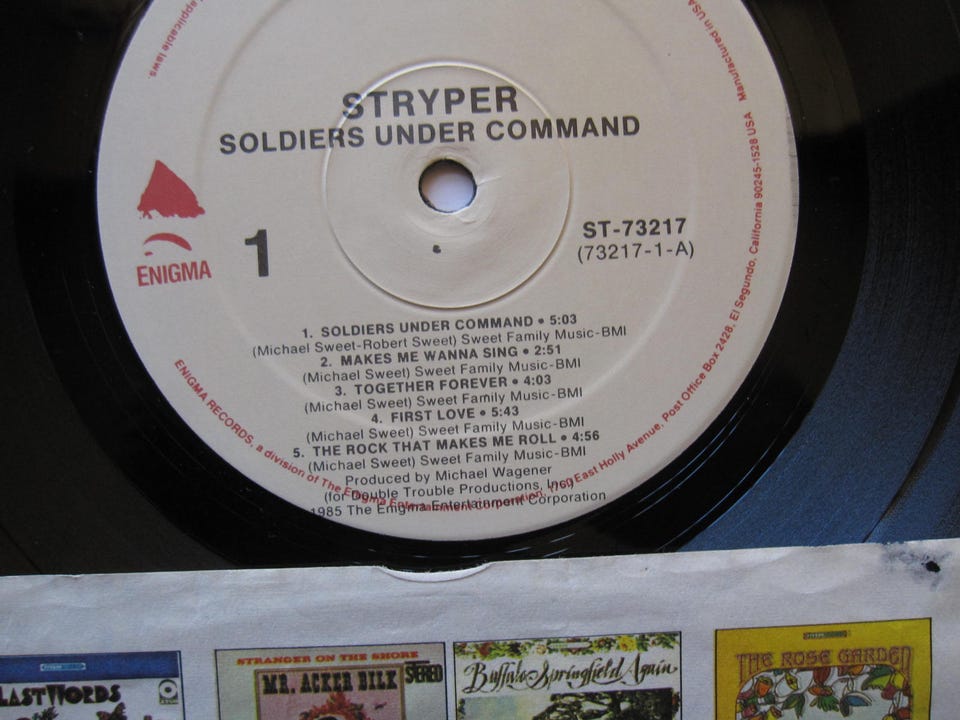 applicable laws.
Manufactured in USA
STRYPER
SOLDIERS UNDER COMMAND
ENIGMA
1
ST-73217
(73217-1-A)
1. SOLDIERS UNDER COMMAND • 5:03
(Michael Sweet-Robert Sweet) Sweet Family Music-BMI
2. MAKES ME WANNA SING • 2:51
(Michael Sweet) Sweet Family Music-BMI
3. TOGETHER FOREVER • 4:03
(Michael Sweet) Sweet Family Music-BMI
4. FIRST LOVE • 5:43
(Michael Sweet) Sweet Family Music-BMI
5. THE ROCK THAT MAKES ME ROLL • 4:56
(Michael Sweet) Sweet Family Music-BMI
Produced by Michael Wagener
(for Double Trouble Productions, Inc.)
1985 The Enigma Entertainment Corporation
ENIGMA RECORDS, a division of The Enigma Entertainment Corporation, East Holly Avenue, Post Office Box 2428, El Segundo, California 90245-1528 USA
LAST WORDS
STRANGER ON THE SHORE
MR. ACKER BILK
STEREO
Buffalo Springfield Again
THE ROSE GARDEN